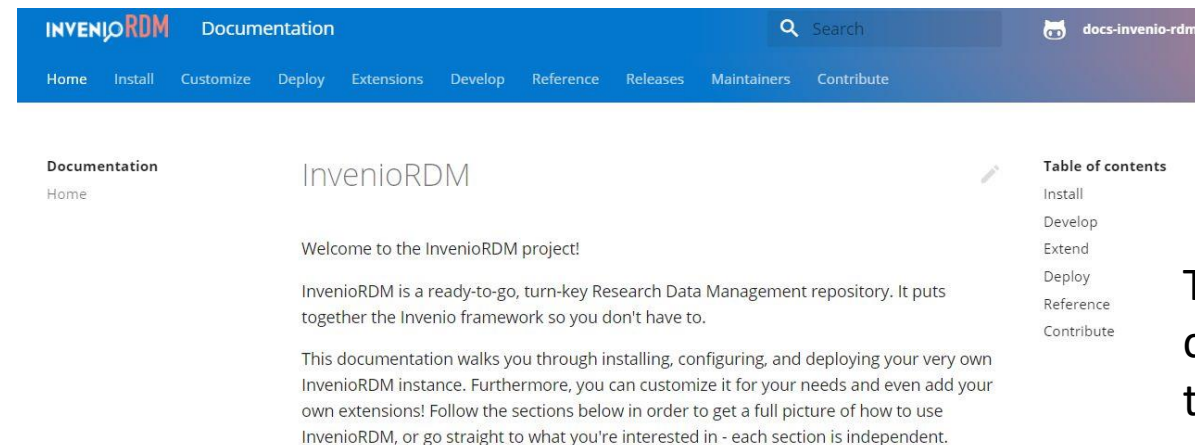 INVENIORDM Documentation Search docs-invenio-rdm
Home Install Customize Deploy Extensions Develop Reference Releases Maintainers Contribute
Documentation
Home
InvenioRDM
Welcome to the InvenioRDM project!
InvenioRDM is a ready-to-go, turn-key Research Data Management repository. It puts
together the Invenio framework so you don't have to.
This documentation walks you through installing, configuring, and deploying your very own
InvenioRDM instance. Furthermore, you can customize it for your needs and even add your
own extensions! Follow the sections below in order to get a full picture of how to use
InvenioRDM, or go straight to what you're interested in - each section is independent.
Table of contents
Install
Develop
Extend
Deploy
Reference
Contribute